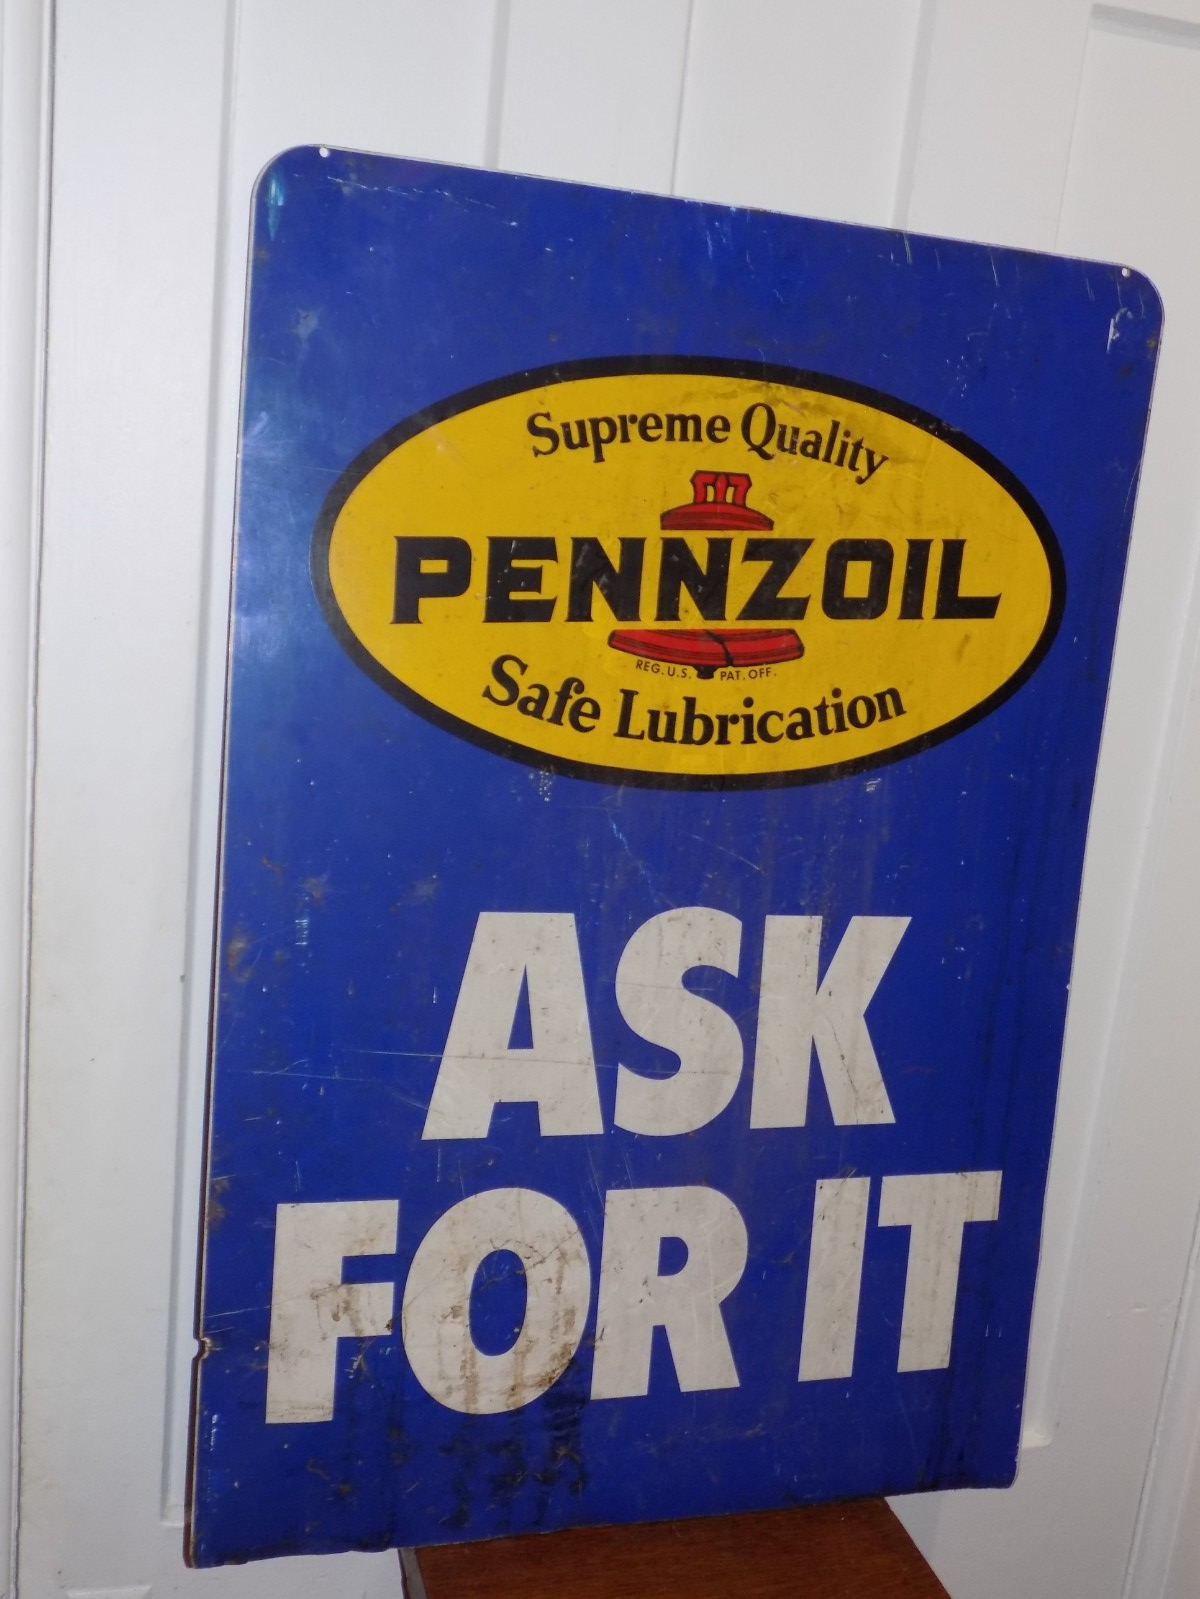 Supreme Quality
PENNZOIL
REG. U.S. PAT. OFF.
Safe Lubrication
ASK
FOR IT